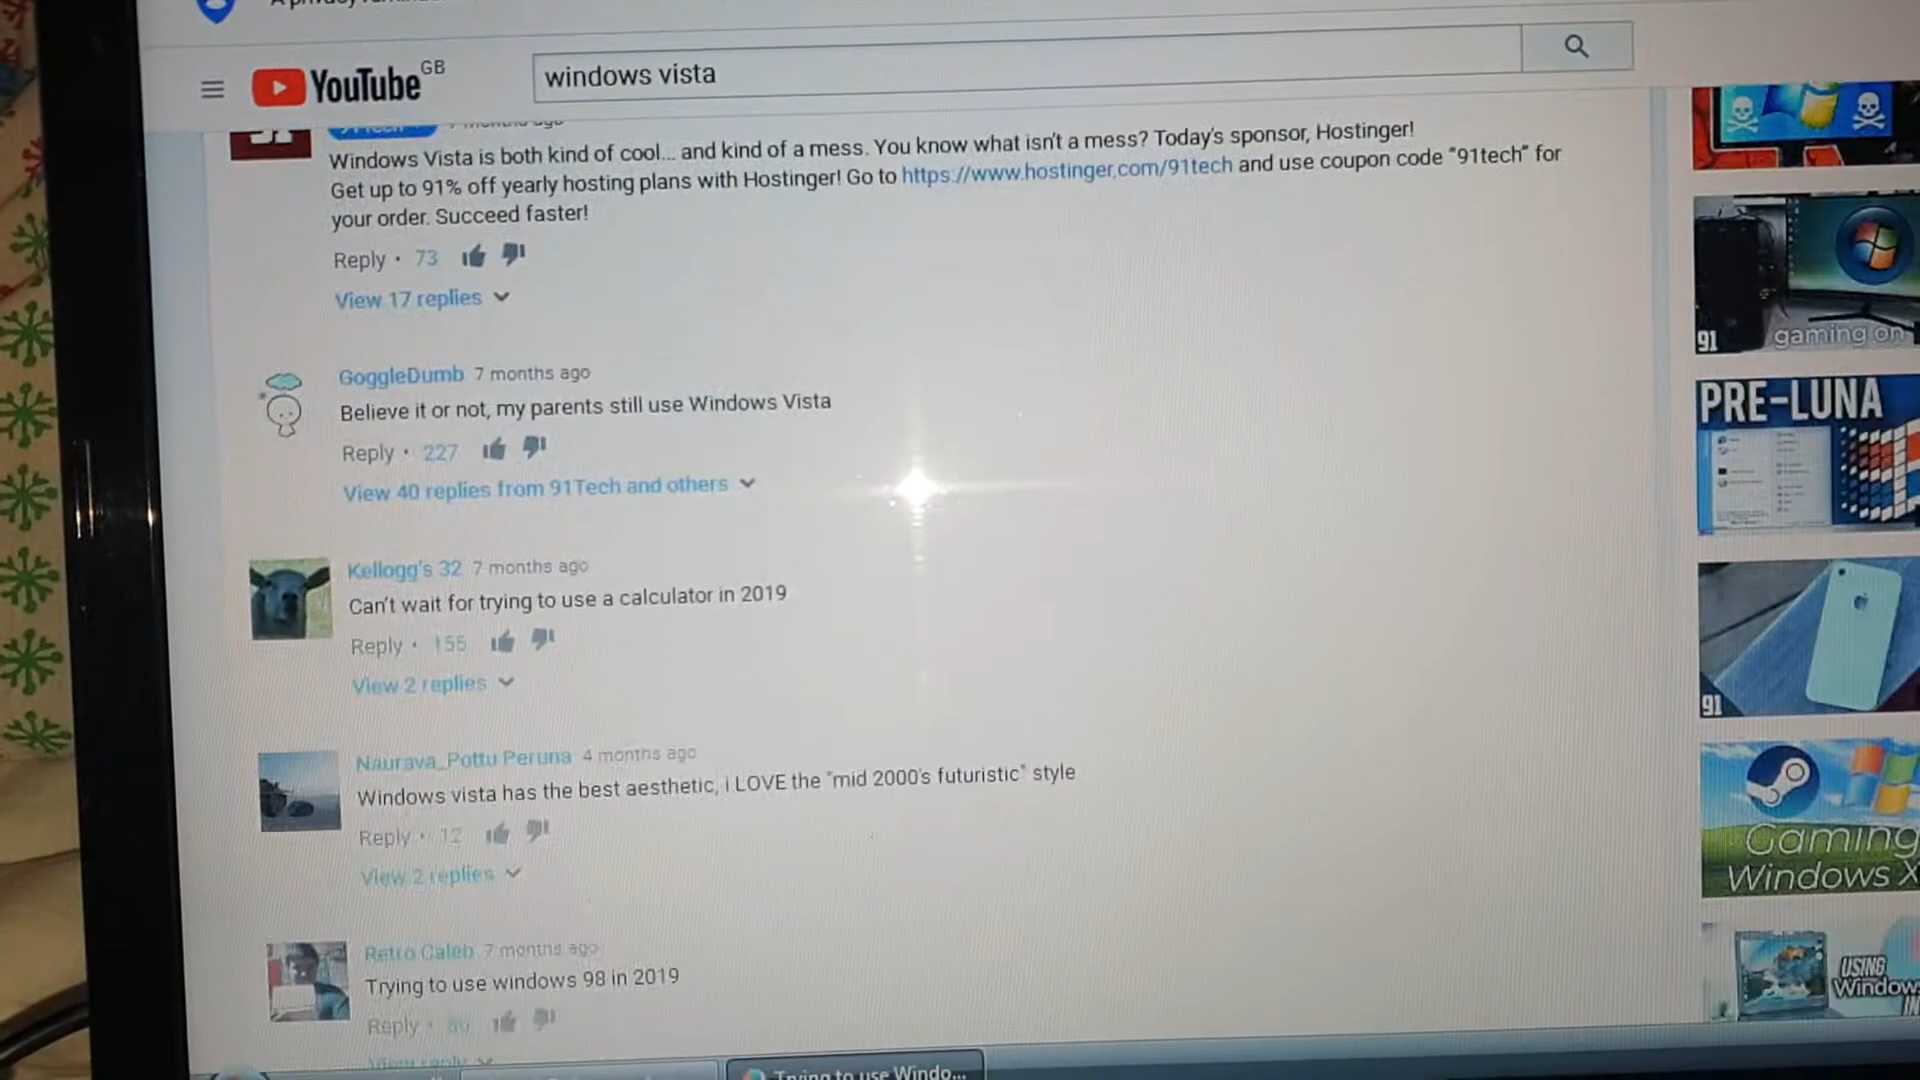 YouTube GB
windows vista
Windows Vista is both kind of cool... and kind of a mess. You know what isn't a mess? Today's sponsor, Hostinger!
Get up to 91% off yearly hosting plans with Hostinger! Go to https://www.hostinger.com/91tech and use coupon code "91tech" for
your order. Succeed faster!
Reply · 73
View 17 replies
GoggleDumb 7 months ago
Believe it or not, my parents still use Windows Vista
Reply · 227
View 40 replies from 91Tech and others
Kellogg's 32 7 months ago
Can't wait for trying to use a calculator in 2019
Reply · 155
View 2 replies
Naurava_Pottu Peruna 4 months ago
Windows vista has the best aesthetic, i LOVE the "mid 2000's futuristic" style
Reply · 12
View 2 replies
Retro Caleb 7 months ago
Trying to use windows 98 in 2019
Reply ·
View reply
Trying to use Windo...
91 gaming on
PRE-LUNA
91
Gaming
Windows X
USING
Window
IN